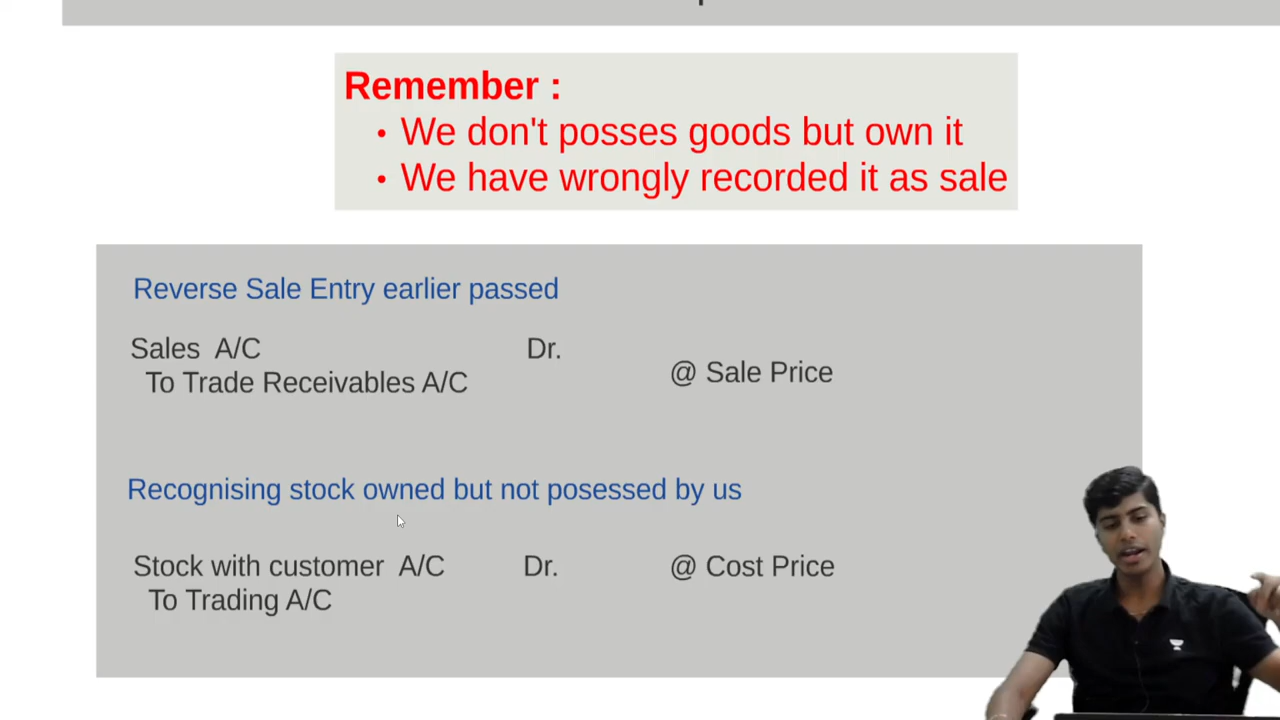 Remember :
• We don't posses goods but own it
• We have wrongly recorded it as sale
Reverse Sale Entry earlier passed
Sales A/C Dr.
To Trade Receivables A/C
@ Sale Price
Recognising stock owned but not posessed by us
Stock with customer A/C Dr. @ Cost Price
To Trading A/C